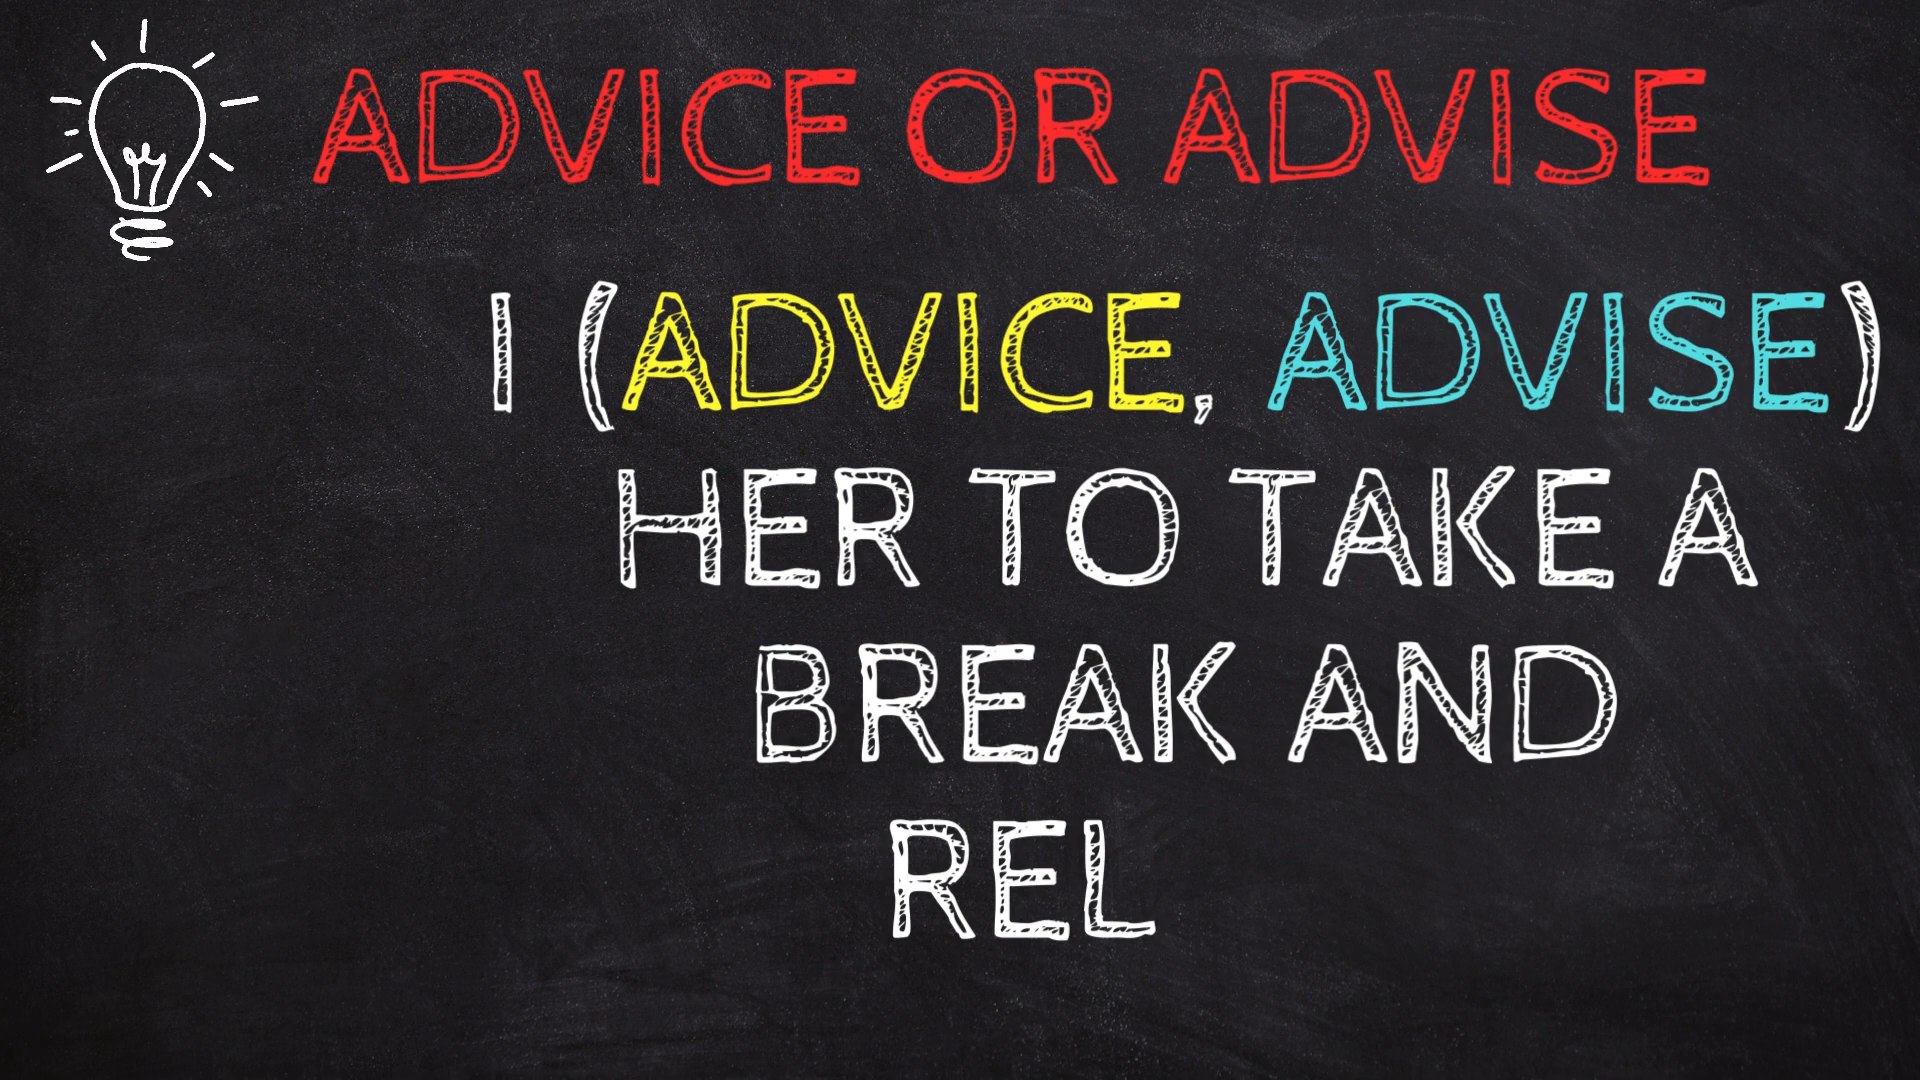 ADVICE OR ADVISE
I (ADVICE, ADVISE)
HER TO TAKE A
BREAK AND
REL